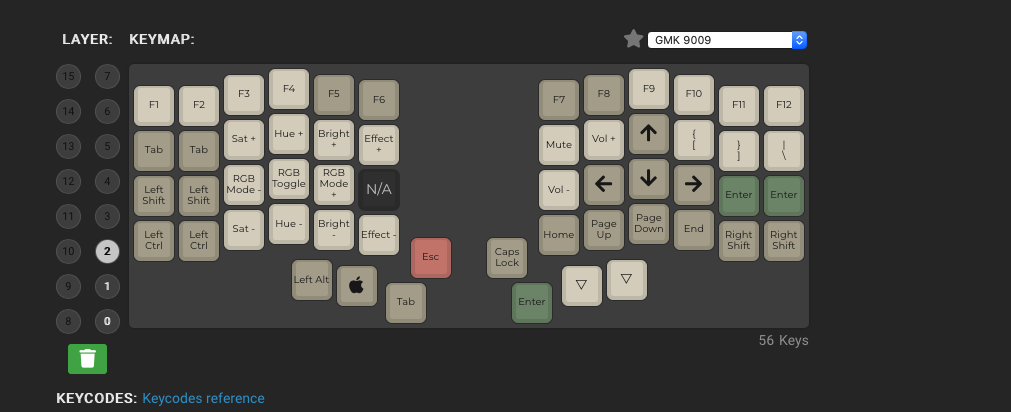 LAYER: KEYMAP: GMK 9009
15 7
14 6
13 5
12 4
11 3
10 2
9 1
8 0
F1 F2 F3 F4 F5 F6 F7 F8 F9 F10 F11 F12
Tab Tab Sat + Hue + Bright + Effect + Mute Vol + { [ } ] | \
Left Shift Left Shift RGB Mode - RGB Toggle RGB Mode + N/A Vol - Enter Enter
Left Ctrl Left Ctrl Sat - Hue - Bright - Effect - Home Page Up Page Down End Right Shift Right Shift
Esc Caps Lock
Left Alt ▽ ▽
Tab Enter
56 Keys
KEYCODES: Keycodes reference